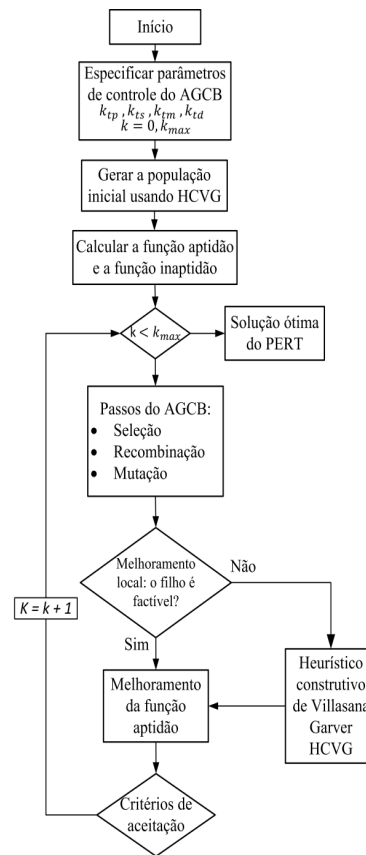 Início
Especificar parâmetros
de controle do AGCB
k_tp, k_ts, k_tm, k_td
k = 0, k_max
Gerar a população
inicial usando HCVG
Calcular a função aptidão
e a função inaptidão
k < k_max
Solução ótima
do PERT
Passos do AGCB:
• Seleção
• Recombinação
• Mutação
Melhoramento
local: o filho é
factível?
Não
Sim
K = k + 1
Heurístico
construtivo
de Villasana
Garver
HCVG
Melhoramento
da função
aptidão
Critérios de
aceitação